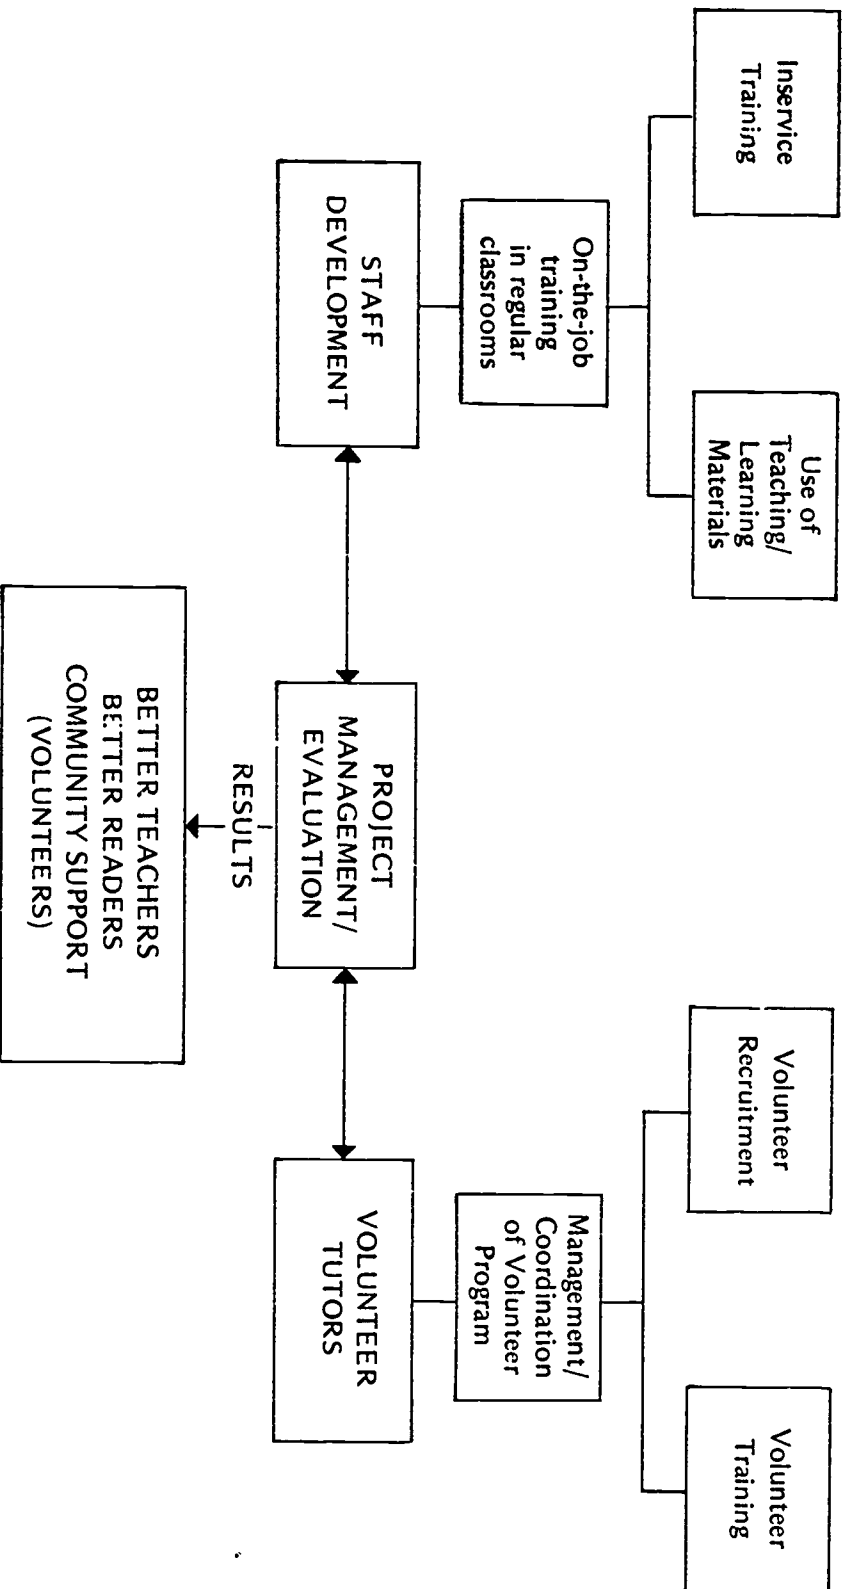 Inservice
Training
Use of
Teaching/
Learning
Materials
Volunteer
Recruitment
Volunteer
Training
On-the-job
training
in regular
classrooms
Management/
Coordination
of Volunteer
Program
STAFF
DEVELOPMENT
PROJECT
MANAGEMENT/
EVALUATION
VOLUNTEER
TUTORS
RESULTS
BETTER TEACHERS
BETTER READERS
COMMUNITY SUPPORT
(VOLUNTEERS)